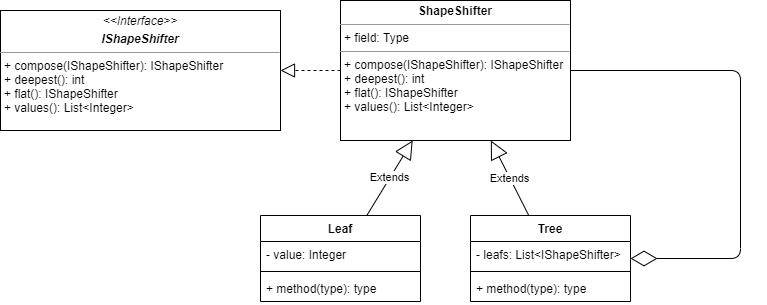 <<Interface>>
IShapeShifter
+ compose(IShapeShifter): IShapeShifter
+ deepest(): int
+ flat(): IShapeShifter
+ values(): List<Integer>
ShapeShifter
+ field: Type
+ compose(IShapeShifter): IShapeShifter
+ deepest(): int
+ flat(): IShapeShifter
+ values(): List<Integer>
Extends
Extends
Leaf
- value: Integer
+ method(type): type
Tree
- leafs: List<IShapeShifter>
+ method(type): type